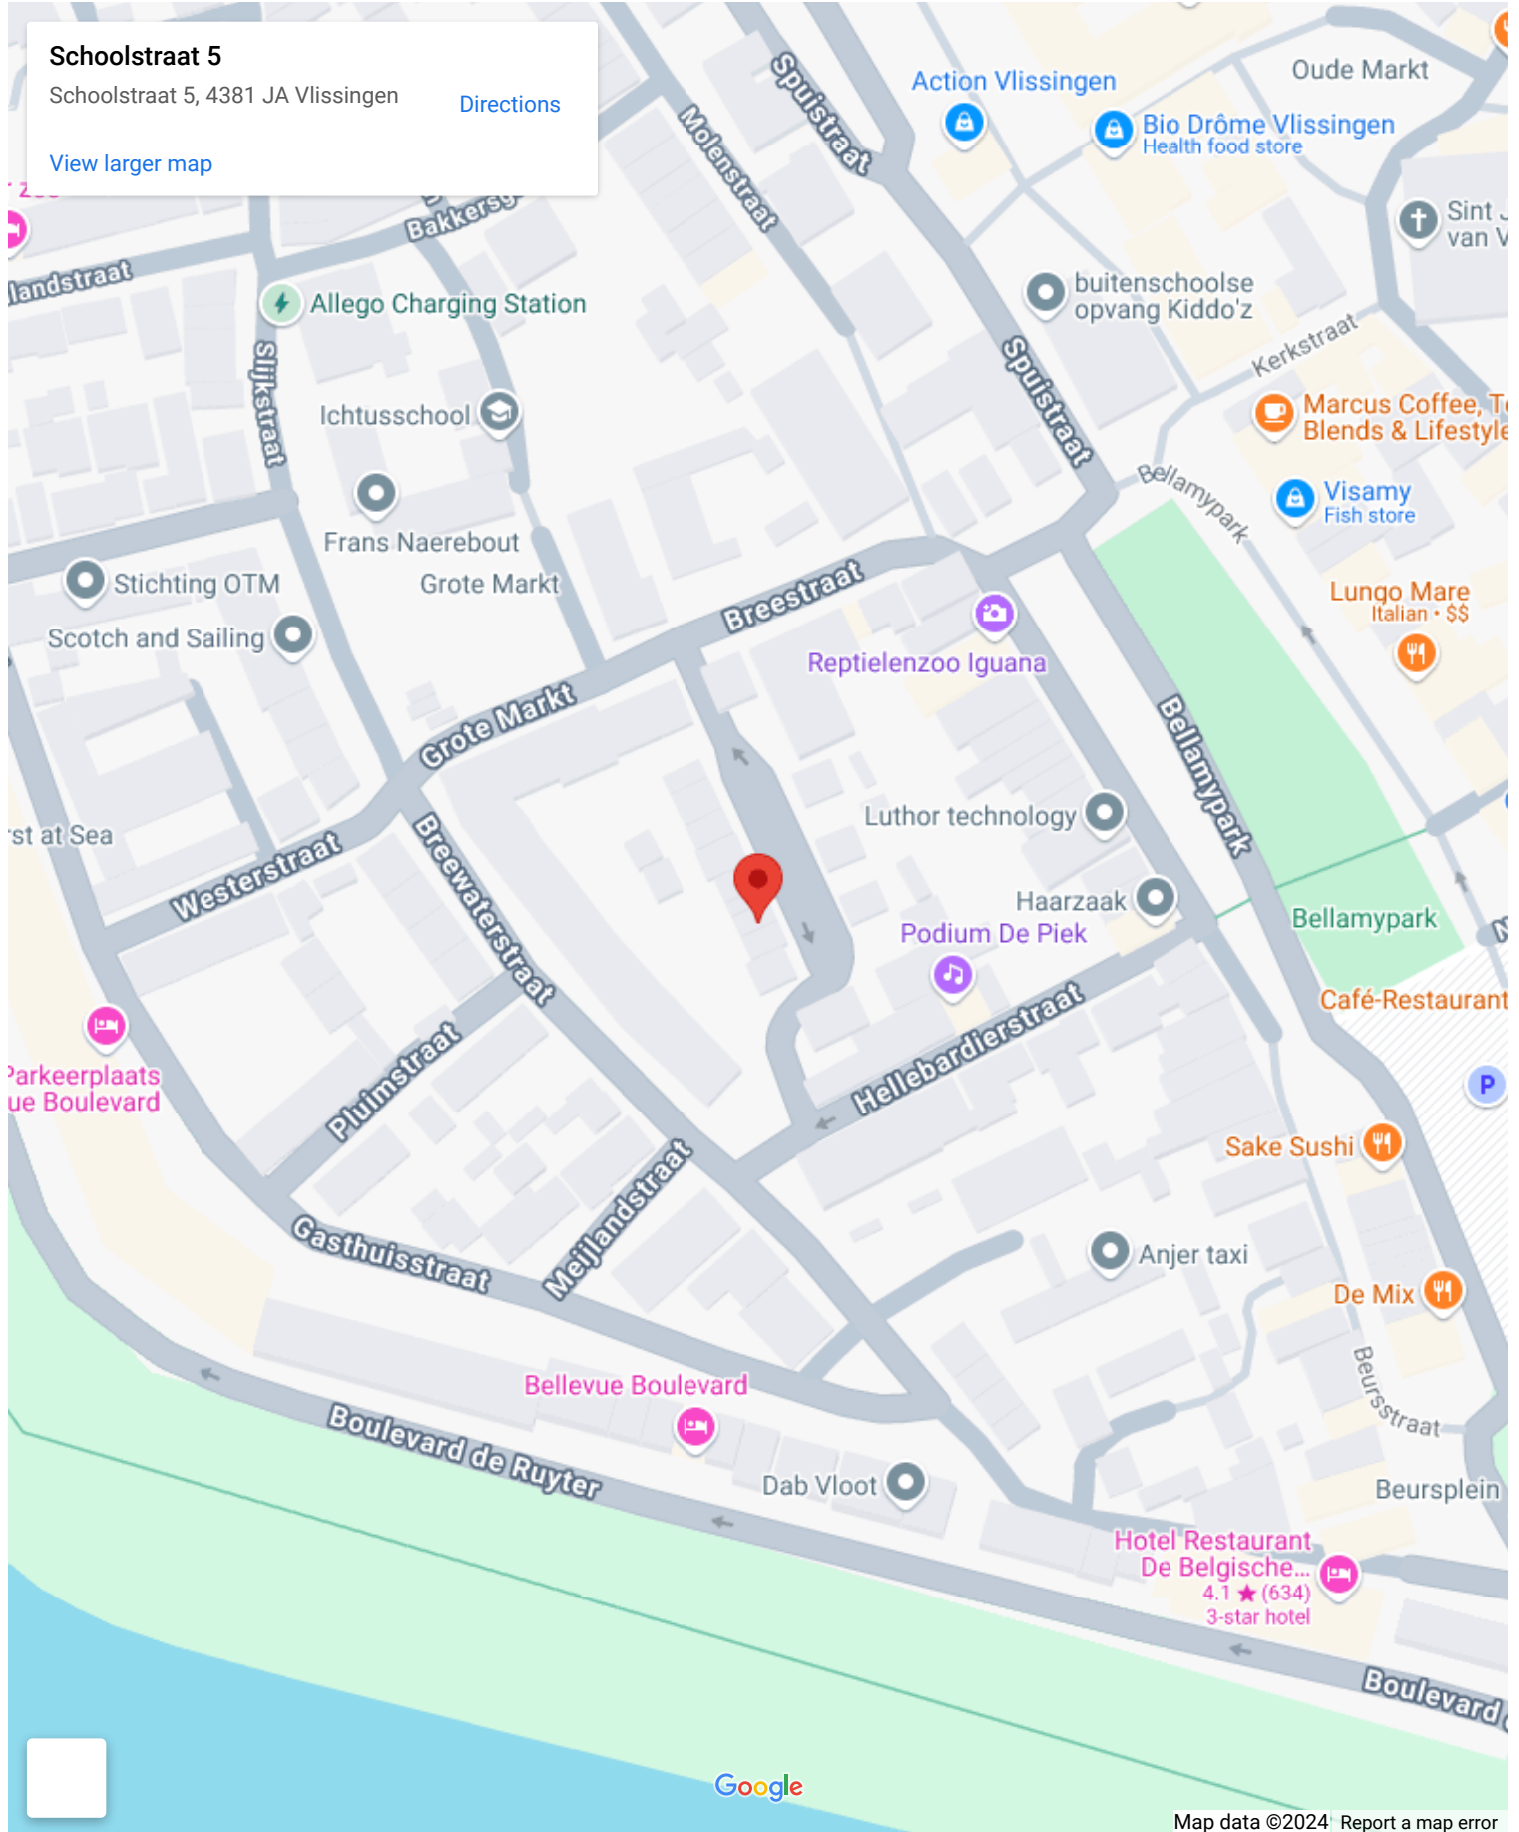 Schoolstraat 5
Schoolstraat 5, 4381 JA Vlissingen
Directions
View larger map
Spuistraat
Action Vlissingen
Oude Markt
Bio Drôme Vlissingen
Health food store
Molenstraat
Sint
van
landstraat
Allego Charging Station
buitenschoolse
opvang Kiddo'z
Kerkstraat
Slijkstraat
Ichtusschool
Spuistraat
Marcus Coffee,
Blends & Lifestyle
Bellamypark
Visamy
Fish store
Frans Naerebout
Stichting OTM
Grote Markt
Breestraat
Lungo Mare
Italian • $$
Scotch and Sailing
Reptielenzoo Iguana
Grote Markt
Bellamypark
rst at Sea
Luthor technology
Westerstraat
Breewaterstraat
Haarzaak
Podium De Piek
Bellamypark
Café-Restaurant
Hellebardierstraat
Parkeerplaats
ue Boulevard
Pluimstraat
P
Sake Sushi
Meijlandstraat
Gasthuisstraat
Anjer taxi
De Mix
Beursstraat
Bellevue Boulevard
Boulevard de Ruyter
Dab Vloot
Beursplein
Hotel Restaurant
De Belgische...
4.1 ★ (634)
3-star hotel
Boulevard
Google
Map data ©2024
Report a map error